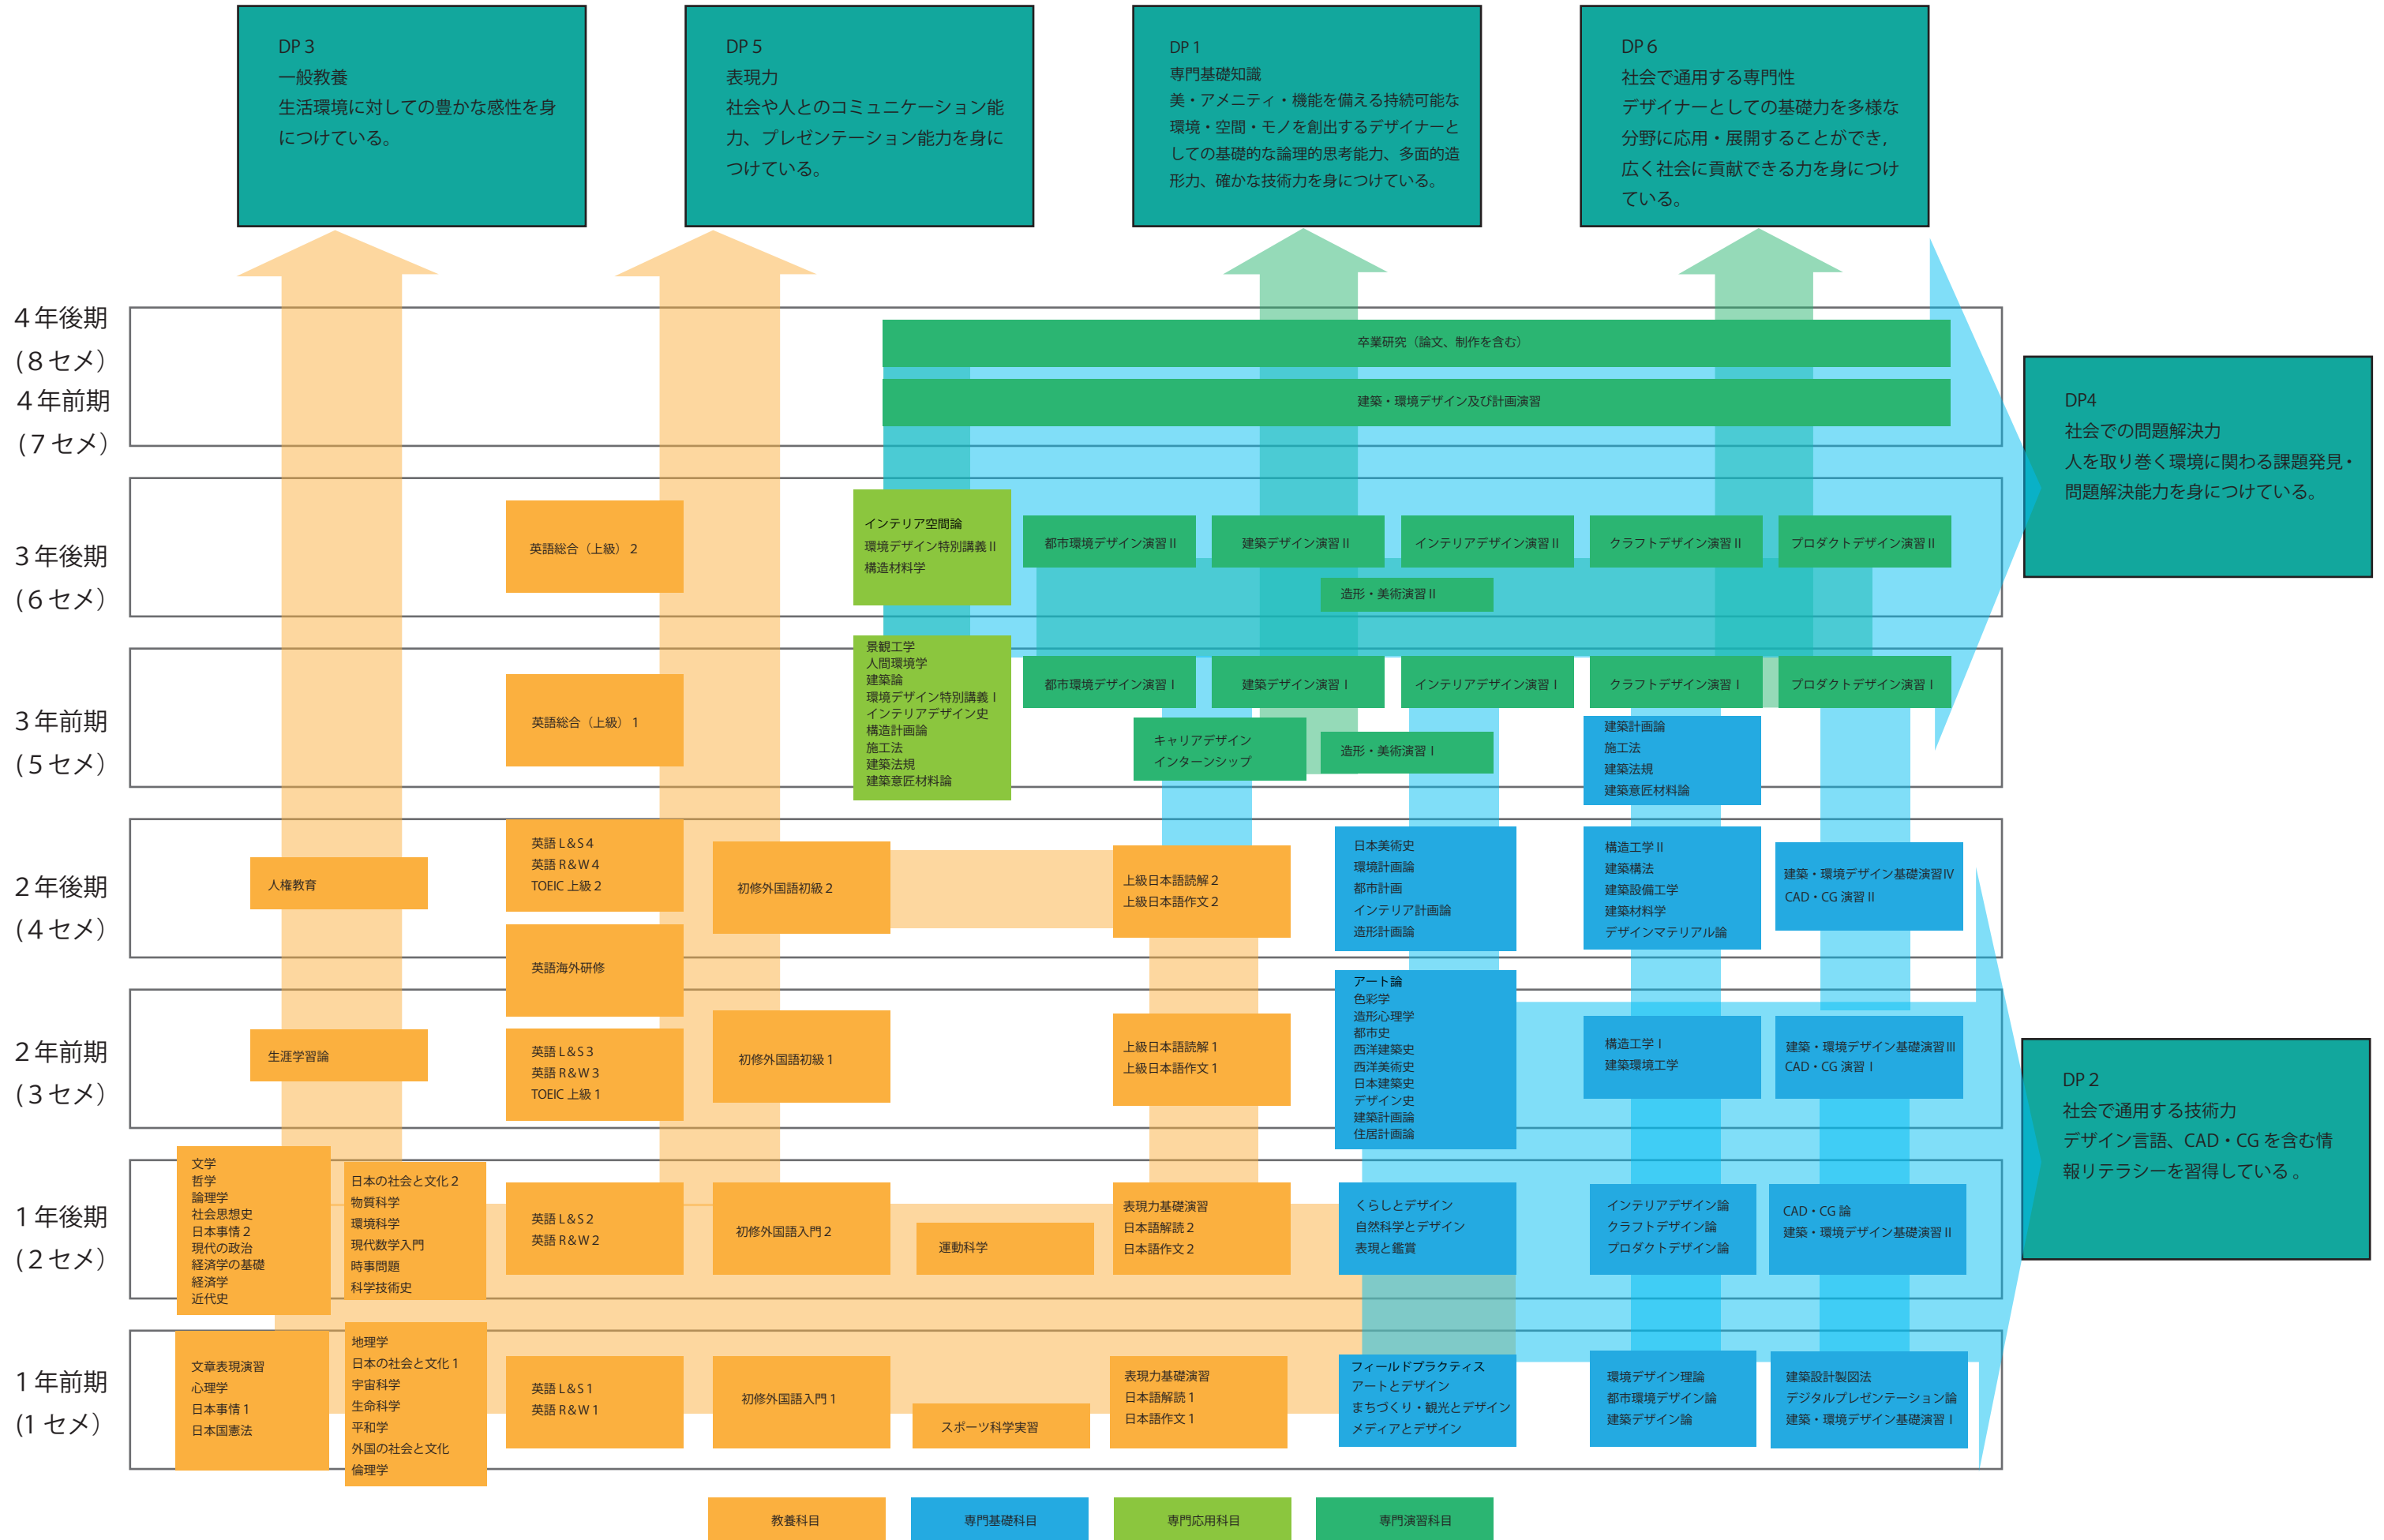 DP 3
一般教養
生活環境に対しての豊かな感性を身
につけている。
DP 5
表現力
社会や人とのコミュニケーション能
力、プレゼンテーション能力を身に
つけている。
DP 1
専門基礎知識
美・アメニティ・機能を備える持続可能な
環境・空間・モノを創出するデザイナーと
しての基礎的な論理的思考能力、多面的造
形力、確かな技術力を身につけている。
DP 6
社会で通用する専門性
デザイナーとしての基礎力を多様な
分野に応用・展開することができ,
広く社会に貢献できる力を身につけ
ている。
4年後期
(8セメ)
4年前期
(7セメ)
卒業研究（論文、制作を含む）
建築・環境デザイン及び計画演習
DP4
社会での問題解決力
人を取り巻く環境に関わる課題発見・
問題解決能力を身につけている。
3年後期
(6セメ)
英語総合（上級）2
インテリア空間論
環境デザイン特別講義Ⅱ
構造材料学
都市環境デザイン演習Ⅱ
建築デザイン演習Ⅱ
インテリアデザイン演習Ⅱ
クラフトデザイン演習Ⅱ
プロダクトデザイン演習Ⅱ
造形・美術演習Ⅱ
3年前期
(5セメ)
英語総合（上級）1
景観工学
人間環境学
建築論
環境デザイン特別講義Ⅰ
インテリアデザイン史
構造計画論
施工法
建築法規
建築意匠材料論
都市環境デザイン演習Ⅰ
建築デザイン演習Ⅰ
インテリアデザイン演習Ⅰ
クラフトデザイン演習Ⅰ
プロダクトデザイン演習Ⅰ
キャリアデザイン
インターンシップ
造形・美術演習Ⅰ
建築計画論
施工法
建築法規
建築意匠材料論
2年後期
(4セメ)
人権教育
英語 L&S4
英語 R&W4
TOEIC 上級 2
初修外国語初級 2
上級日本語読解 2
上級日本語作文 2
日本美術史
環境計画論
都市計画
インテリア計画論
造形計画論
構造工学Ⅱ
建築構法
建築設備工学
建築材料学
デザインマテリアル論
建築・環境デザイン基礎演習Ⅳ
CAD・CG 演習Ⅱ
英語海外研修
2年前期
(3セメ)
生涯学習論
英語 L&S3
英語 R&W3
TOEIC 上級 1
初修外国語初級 1
上級日本語読解 1
上級日本語作文 1
アート論
色彩学
造形心理学
都市史
西洋建築史
西洋美術史
日本建築史
デザイン史
建築計画論
住居計画論
構造工学Ⅰ
建築環境工学
建築・環境デザイン基礎演習Ⅲ
CAD・CG 演習Ⅰ
DP 2
社会で通用する技術力
デザイン言語、CAD・CG を含む情
報リテラシーを習得している。
1年後期
(2セメ)
文学
哲学
論理学
社会思想史
日本事情 2
現代の政治
経済学の基礎
経済学
近代史
日本の社会と文化 2
物質科学
環境科学
現代数学入門
時事問題
科学技術史
英語 L&S2
英語 R&W2
初修外国語入門 2
運動科学
表現力基礎演習
日本語解読 2
日本語作文 2
くらしとデザイン
自然科学とデザイン
表現と鑑賞
インテリアデザイン論
クラフトデザイン論
プロダクトデザイン論
CAD・CG 論
建築・環境デザイン基礎演習Ⅱ
1年前期
(1セメ)
文章表現演習
心理学
日本事情 1
日本国憲法
地理学
日本の社会と文化 1
宇宙科学
生命科学
平和学
外国の社会と文化
倫理学
英語 L&S1
英語 R&W1
初修外国語入門 1
スポーツ科学実習
表現力基礎演習
日本語解読 1
日本語作文 1
フィールドプラクティス
アートとデザイン
まちづくり・観光とデザイン
メディアとデザイン
環境デザイン理論
都市環境デザイン論
建築デザイン論
建築設計製図法
デジタルプレゼンテーション論
建築・環境デザイン基礎演習Ⅰ
教養科目
専門基礎科目
専門応用科目
専門演習科目